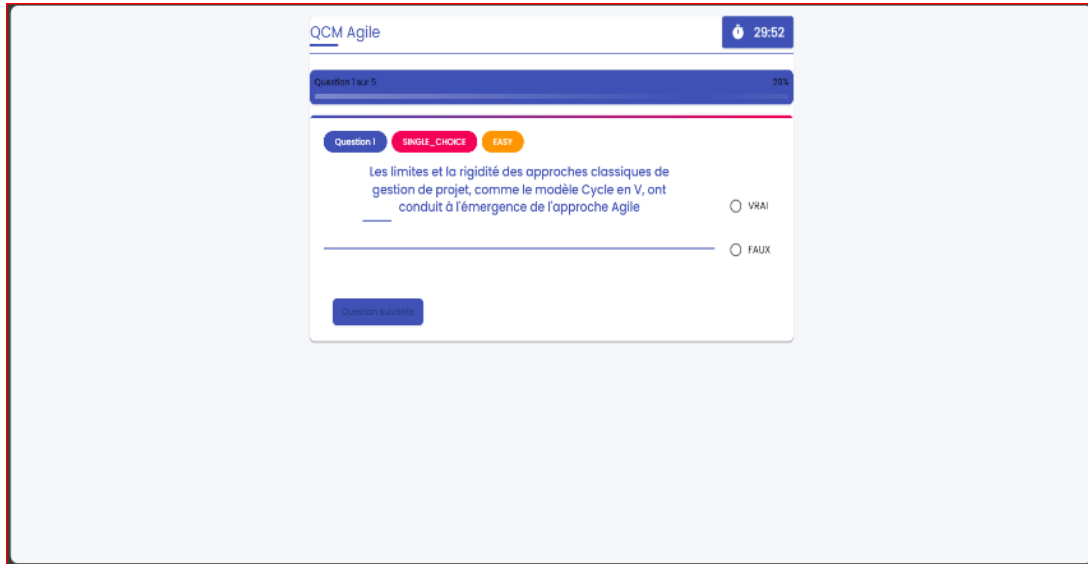 QCM Agile
29:52
Question 1 sur 5
20%
Question 1
SINGLE_CHOICE
EASY
Les limites et la rigidité des approches classiques de
gestion de projet, comme le modèle Cycle en V, ont
conduit à l'émergence de l'approche Agile
VRAI
FAUX
Question suivante